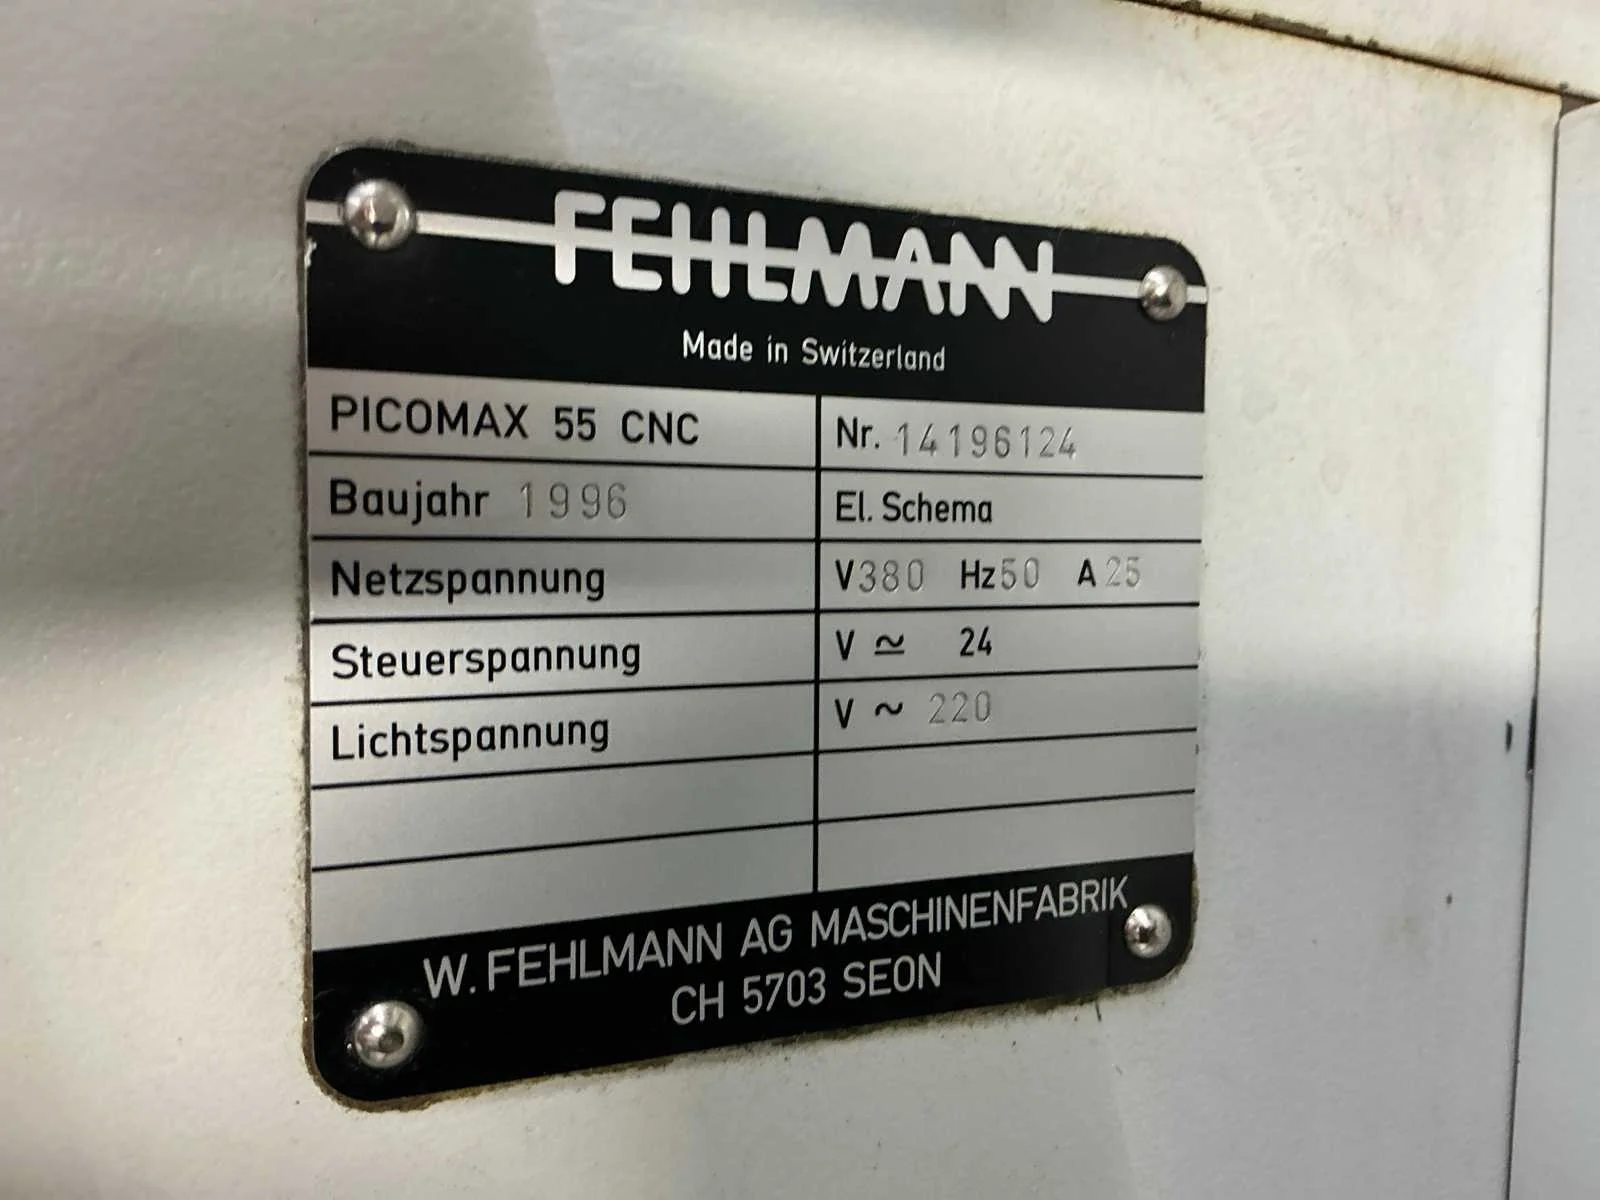 FEHLMANN
Made in Switzerland
PICOMAX 55 CNC Nr. 14196124
Baujahr 1996 El. Schema
Netzspannung V380 Hz50 A25
Steuerspannung V ≃ 24
Lichtspannung V ~ 220
W. FEHLMANN AG MASCHINENFABRIK
CH 5703 SEON